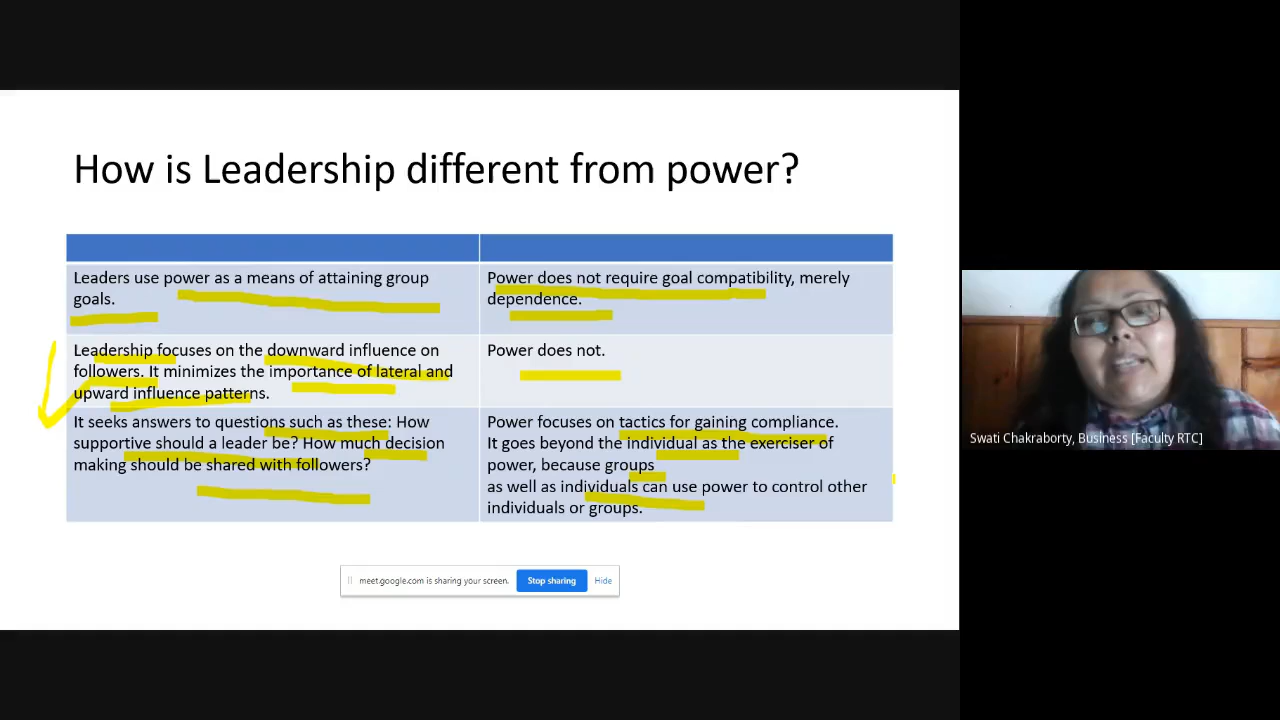 How is Leadership different from power?
Leaders use power as a means of attaining group
goals.
Power does not require goal compatibility, merely
dependence.
Leadership focuses on the downward influence on
followers. It minimizes the importance of lateral and
upward influence patterns.
Power does not.
It seeks answers to questions such as these: How
supportive should a leader be? How much decision
making should be shared with followers?
Power focuses on tactics for gaining compliance.
It goes beyond the individual as the exerciser of
power, because groups
as well as individuals can use power to control other
individuals or groups.
meet.google.com is sharing your screen.
Stop sharing
Hide
Swati Chakraborty, Business [Faculty RTC]